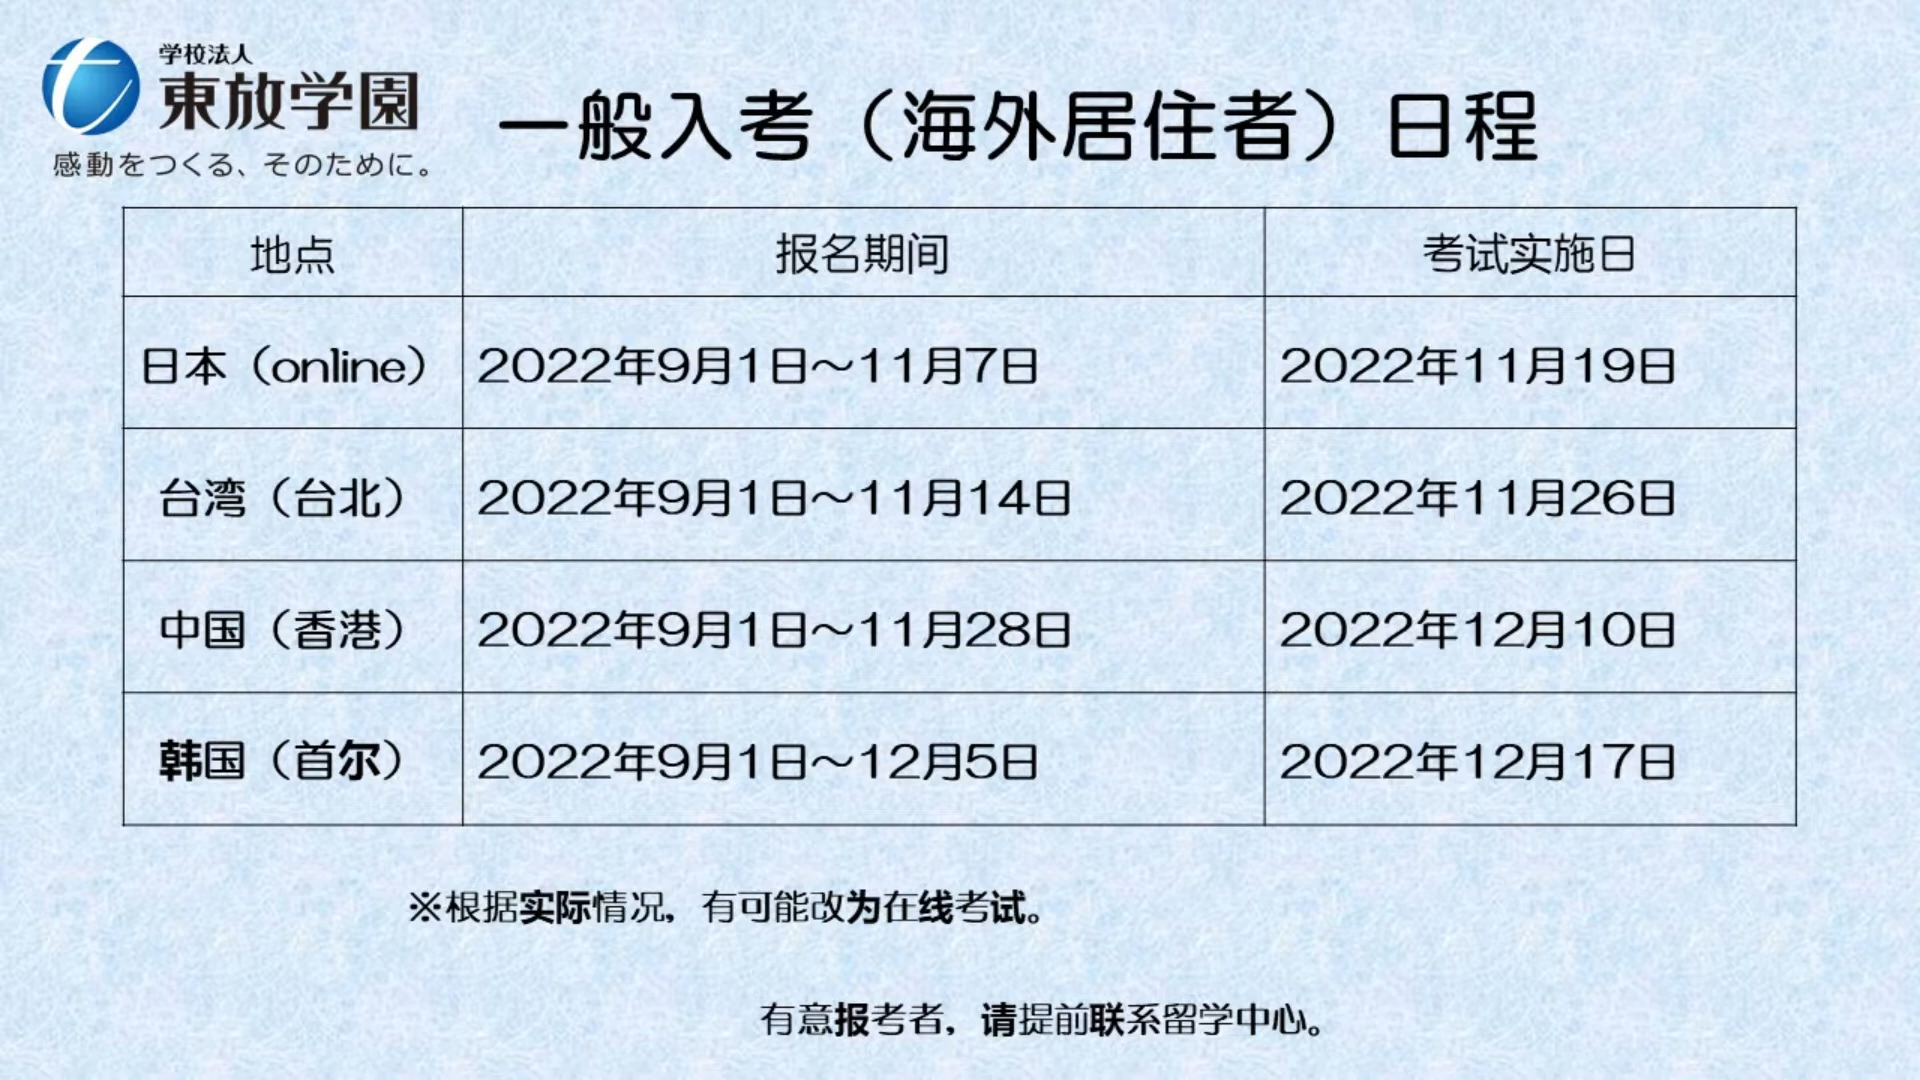 学校法人
東放学園
感動をつくる、そのために。
一般入考（海外居住者）日程
地点 报名期间 考试实施日
日本（online） 2022年9月1日～11月7日 2022年11月19日
台湾（台北） 2022年9月1日～11月14日 2022年11月26日
中国（香港） 2022年9月1日～11月28日 2022年12月10日
韩国（首尔） 2022年9月1日～12月5日 2022年12月17日
※根据实际情况，有可能改为在线考试。
有意报考者，请提前联系留学中心。